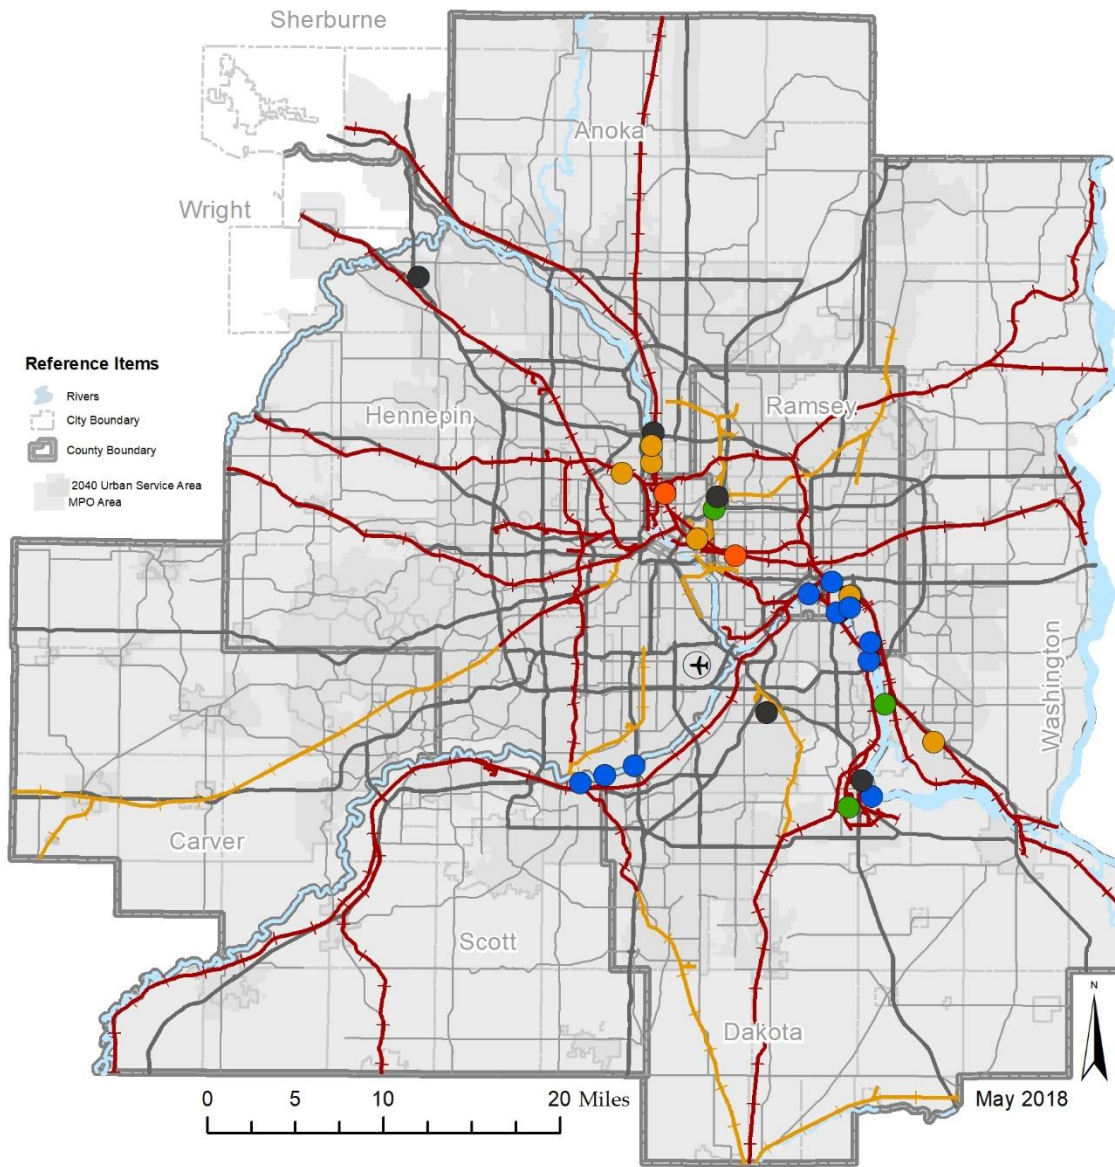 Sherburne
Anoka
Wright
Reference Items
Rivers
City Boundary
County Boundary
2040 Urban Service Area
MPO Area
Hennepin
Ramsey
Washington
Carver
Scott
Dakota
N
0 5 10 20 Miles
May 2018